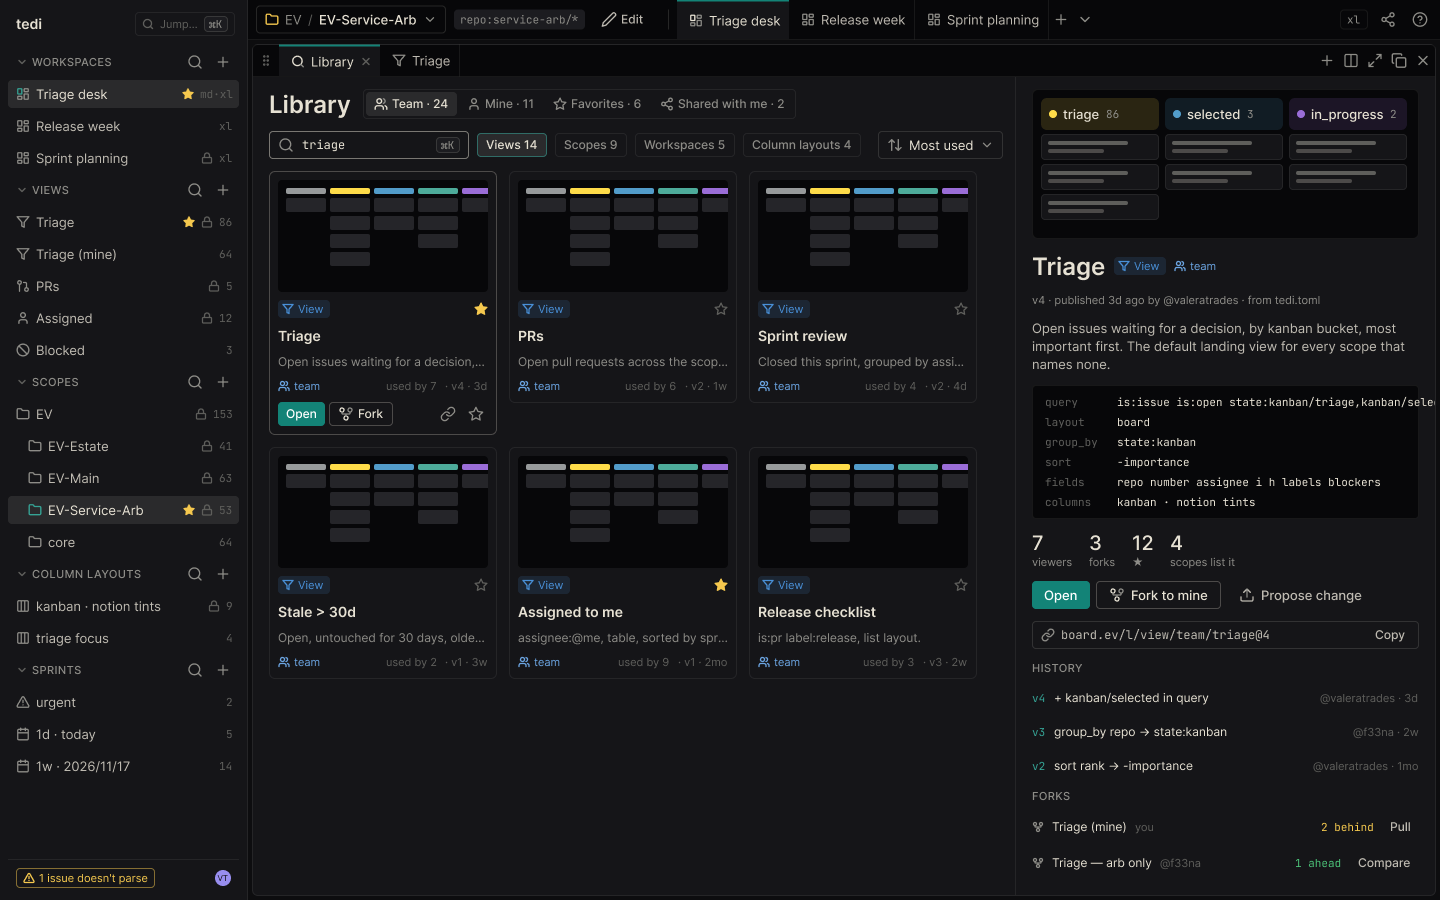 tedi
Jump... ⌘K
EV / EV-Service-Arb
repo:service-arb/*
Edit
Triage desk
Release week
Sprint planning
xl
WORKSPACES
Triage desk md·xl
Release week xl
Sprint planning xl
VIEWS
Triage 86
Triage (mine) 64
PRs 5
Assigned 12
Blocked 3
SCOPES
EV 153
EV-Estate 41
EV-Main 63
EV-Service-Arb 53
core 64
COLUMN LAYOUTS
kanban · notion tints 9
triage focus 4
SPRINTS
urgent 2
1d · today 5
1w · 2026/11/17 14
1 issue doesn't parse
VT
Library
Triage
Library
Team · 24
Mine · 11
Favorites · 6
Shared with me · 2
triage ⌘K
Views 14
Scopes 9
Workspaces 5
Column layouts 4
Most used
View
Triage
Open issues waiting for a decision,...
team used by 7 · v4 · 3d
Open
Fork
View
PRs
Open pull requests across the scop...
team used by 6 · v2 · 1w
View
Sprint review
Closed this sprint, grouped by assi...
team used by 4 · v2 · 4d
View
Stale > 30d
Open, untouched for 30 days, olde...
team used by 2 · v1 · 3w
View
Assigned to me
assignee:@me, table, sorted by spr...
team used by 9 · v1 · 2mo
View
Release checklist
is:pr label:release, list layout.
team used by 3 · v3 · 2w
triage 86
selected 3
in_progress 2
Triage View team
v4 · published 3d ago by @valeratrades · from tedi.toml
Open issues waiting for a decision, by kanban bucket, most
important first. The default landing view for every scope that
names none.
query is:issue is:open state:kanban/triage,kanban/selec
layout board
group_by state:kanban
sort -importance
fields repo number assignee i h labels blockers
columns kanban · notion tints
7 3 12 4
viewers forks ★ scopes list it
Open
Fork to mine
Propose change
board.ev/l/view/team/triage@4 Copy
HISTORY
v4 + kanban/selected in query @valeratrades · 3d
v3 group_by repo → state:kanban @f33na · 2w
v2 sort rank → -importance @valeratrades · 1mo
FORKS
Triage (mine) you 2 behind Pull
Triage — arb only @f33na 1 ahead Compare